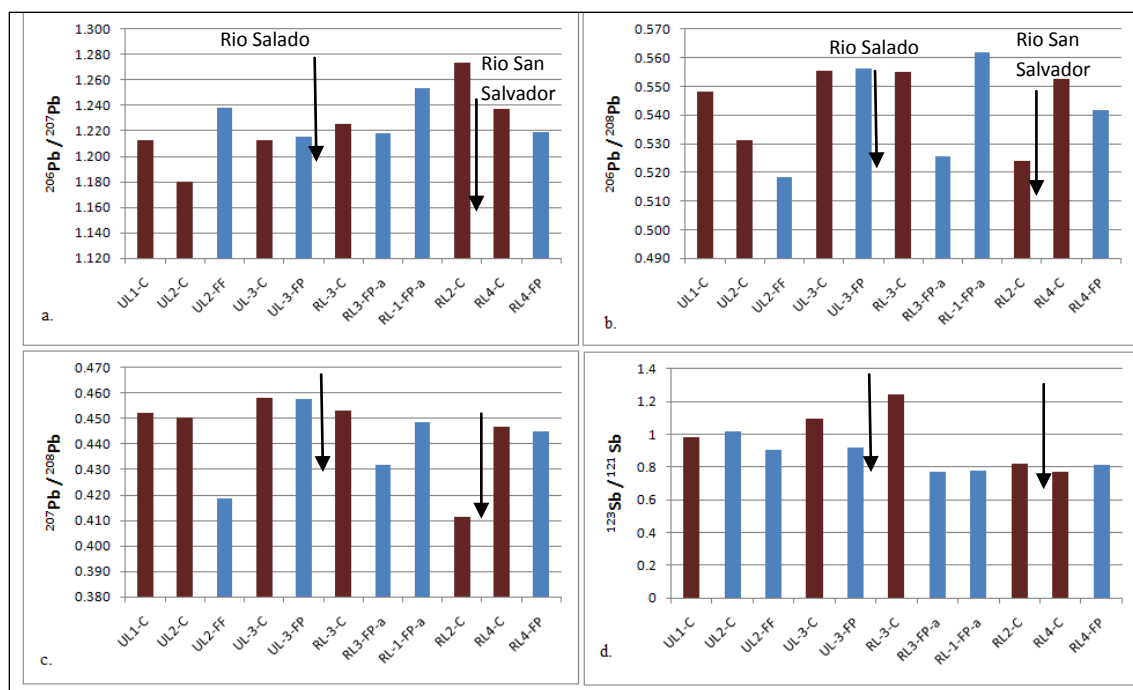 1.300
1.280
1.260
1.240
1.220
1.200
1.180
1.160
1.140
1.120
²⁰⁶Pb / ²⁰⁷Pb
Rio Salado
Rio San
Salvador
UL1-C
UL2-C
UL2-FF
UL-3-C
UL-3-FP
RL-3-C
RL3-FP-a
RL-1-FP-a
RL2-C
RL4-C
RL4-FP
a.
0.570
0.560
0.550
0.540
0.530
0.520
0.510
0.500
0.490
²⁰⁶Pb / ²⁰⁸Pb
Rio Salado
Rio San
Salvador
UL1-C
UL2-C
UL2-FF
UL-3-C
UL-3-FP
RL-3-C
RL3-FP-a
RL-1-FP-a
RL2-C
RL4-C
RL4-FP
b.
0.470
0.460
0.450
0.440
0.430
0.420
0.410
0.400
0.390
0.380
²⁰⁷Pb / ²⁰⁸Pb
UL1-C
UL2-C
UL2-FF
UL-3-C
UL-3-FP
RL-3-C
RL3-FP-a
RL-1-FP-a
RL2-C
RL4-C
RL4-FP
c.
1.4
1.2
1
0.8
0.6
0.4
0.2
0
¹²³Sb / ¹²¹Sb
UL1-C
UL2-C
UL2-FF
UL-3-C
UL-3-FP
RL-3-C
RL3-FP-a
RL-1-FP-a
RL2-C
RL4-C
RL4-FP
d.